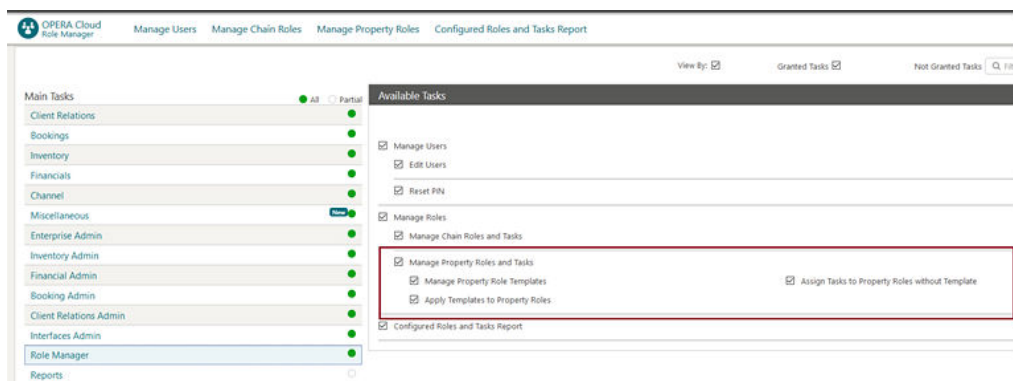 OPERA Cloud
Role Manager
Manage Users Manage Chain Roles Manage Property Roles Configured Roles and Tasks Report
View By: Granted Tasks Not Granted Tasks
Main Tasks
All Partial
Client Relations
Bookings
Inventory
Financials
Channel
Miscellaneous New
Enterprise Admin
Inventory Admin
Financial Admin
Booking Admin
Client Relations Admin
Interfaces Admin
Role Manager
Reports
Available Tasks
Manage Users
Edit Users
Reset PIN
Manage Roles
Manage Chain Roles and Tasks
Manage Property Roles and Tasks
Manage Property Role Templates Assign Tasks to Property Roles without Template
Apply Templates to Property Roles
Configured Roles and Tasks Report